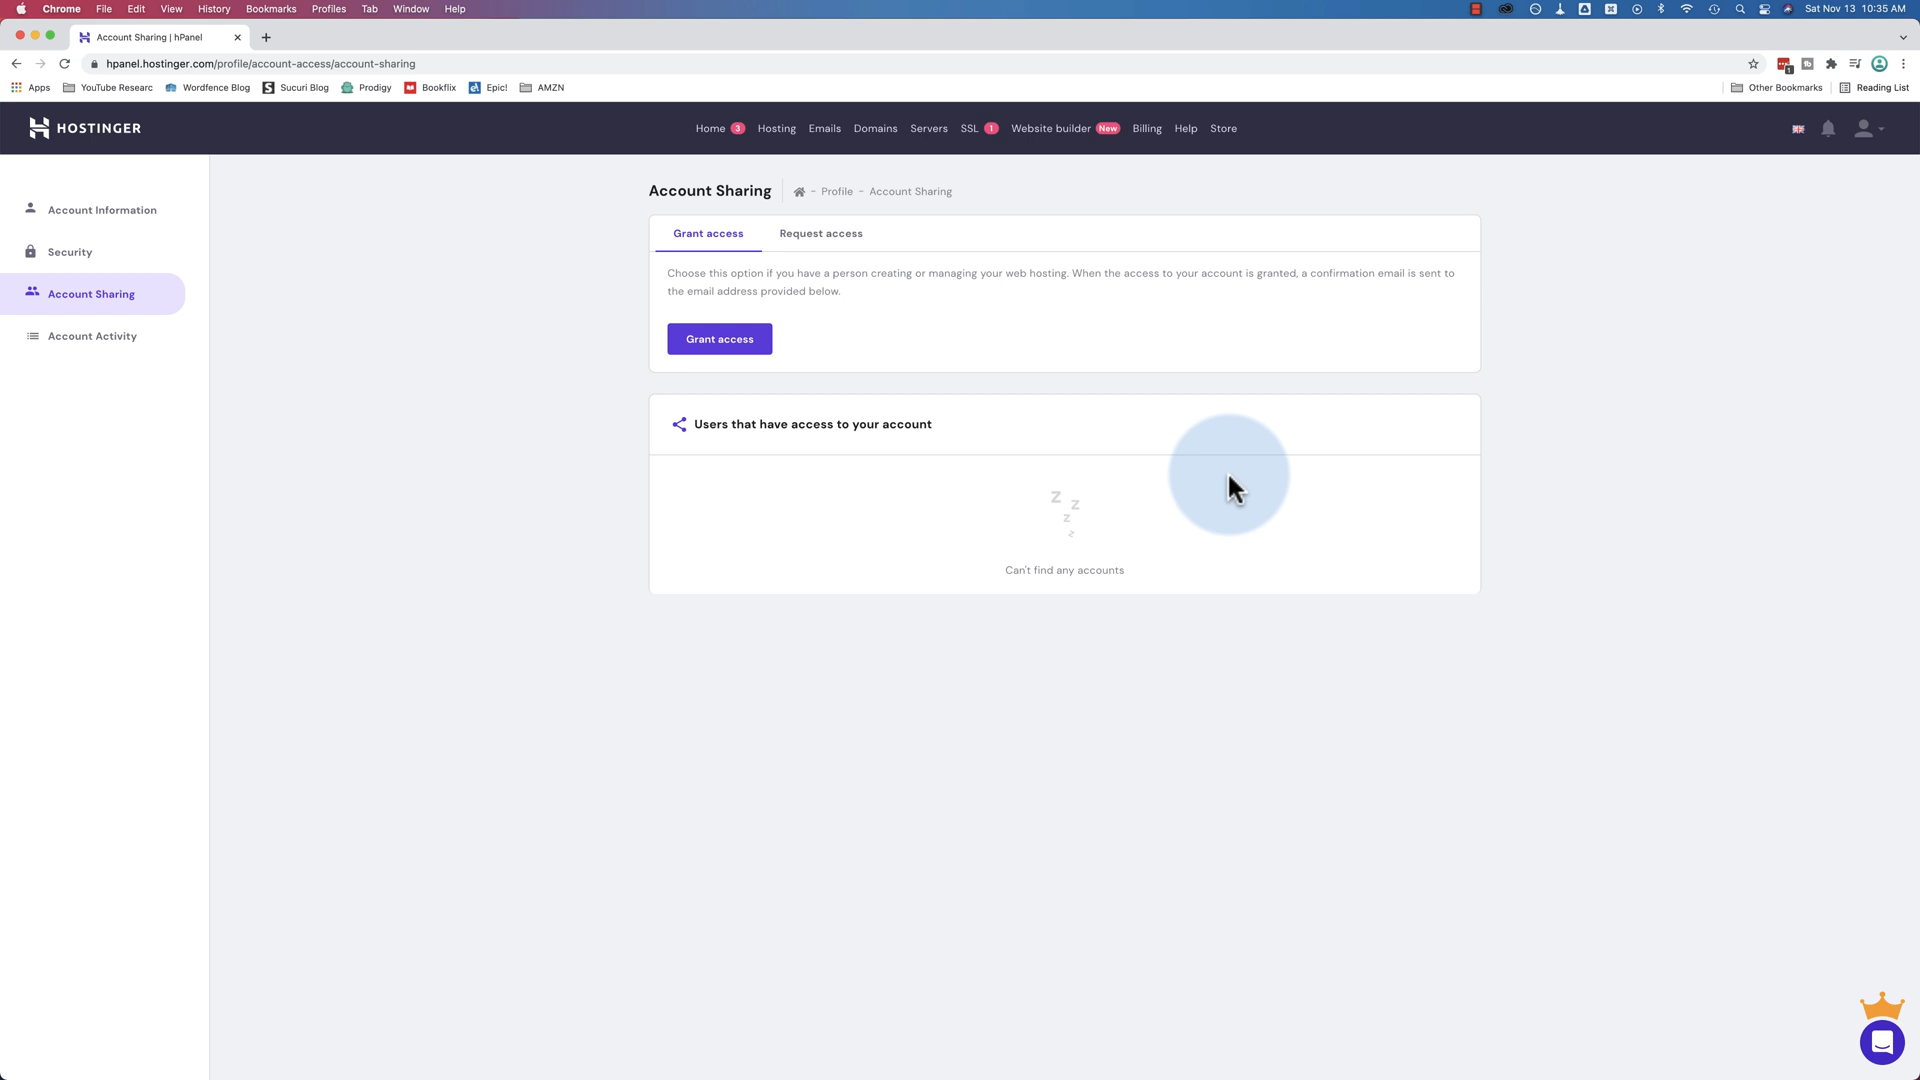 Chrome File Edit View History Bookmarks Profiles Tab Window Help
Sat Nov 13 10:35 AM
Account Sharing | hPanel
hpanel.hostinger.com/profile/account-access/account-sharing
1
Apps YouTube Researc Wordfence Blog Sucuri Blog Prodigy Bookflix Epic! AMZN Other Bookmarks Reading List
HOSTINGER
Home 3 Hosting Emails Domains Servers SSL 1 Website builder New Billing Help Store
Account Information
Security
Account Sharing
Account Activity
Account Sharing - Profile - Account Sharing
Grant access Request access
Choose this option if you have a person creating or managing your web hosting. When the access to your account is granted, a confirmation email is sent to
the email address provided below.
Grant access
Users that have access to your account
z z
z
z
Can't find any accounts